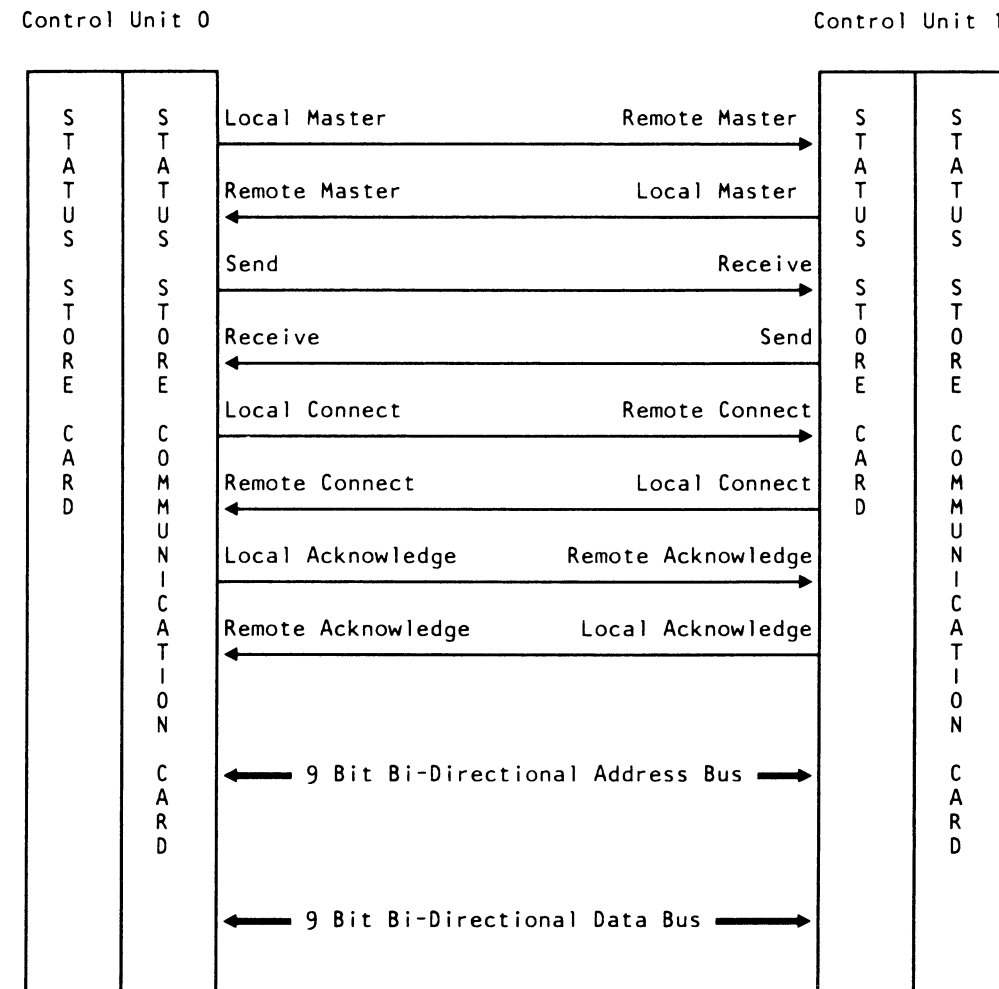 Control Unit 0
Control Unit 1
STATUS STORE CARD
STATUS STORE COMMUNICATION CARD
Local Master Remote Master
Remote Master Local Master
Send Receive
Receive Send
Local Connect Remote Connect
Remote Connect Local Connect
Local Acknowledge Remote Acknowledge
Remote Acknowledge Local Acknowledge
9 Bit Bi-Directional Address Bus
9 Bit Bi-Directional Data Bus
STATUS STORE CARD
STATUS STORE COMMUNICATION CARD